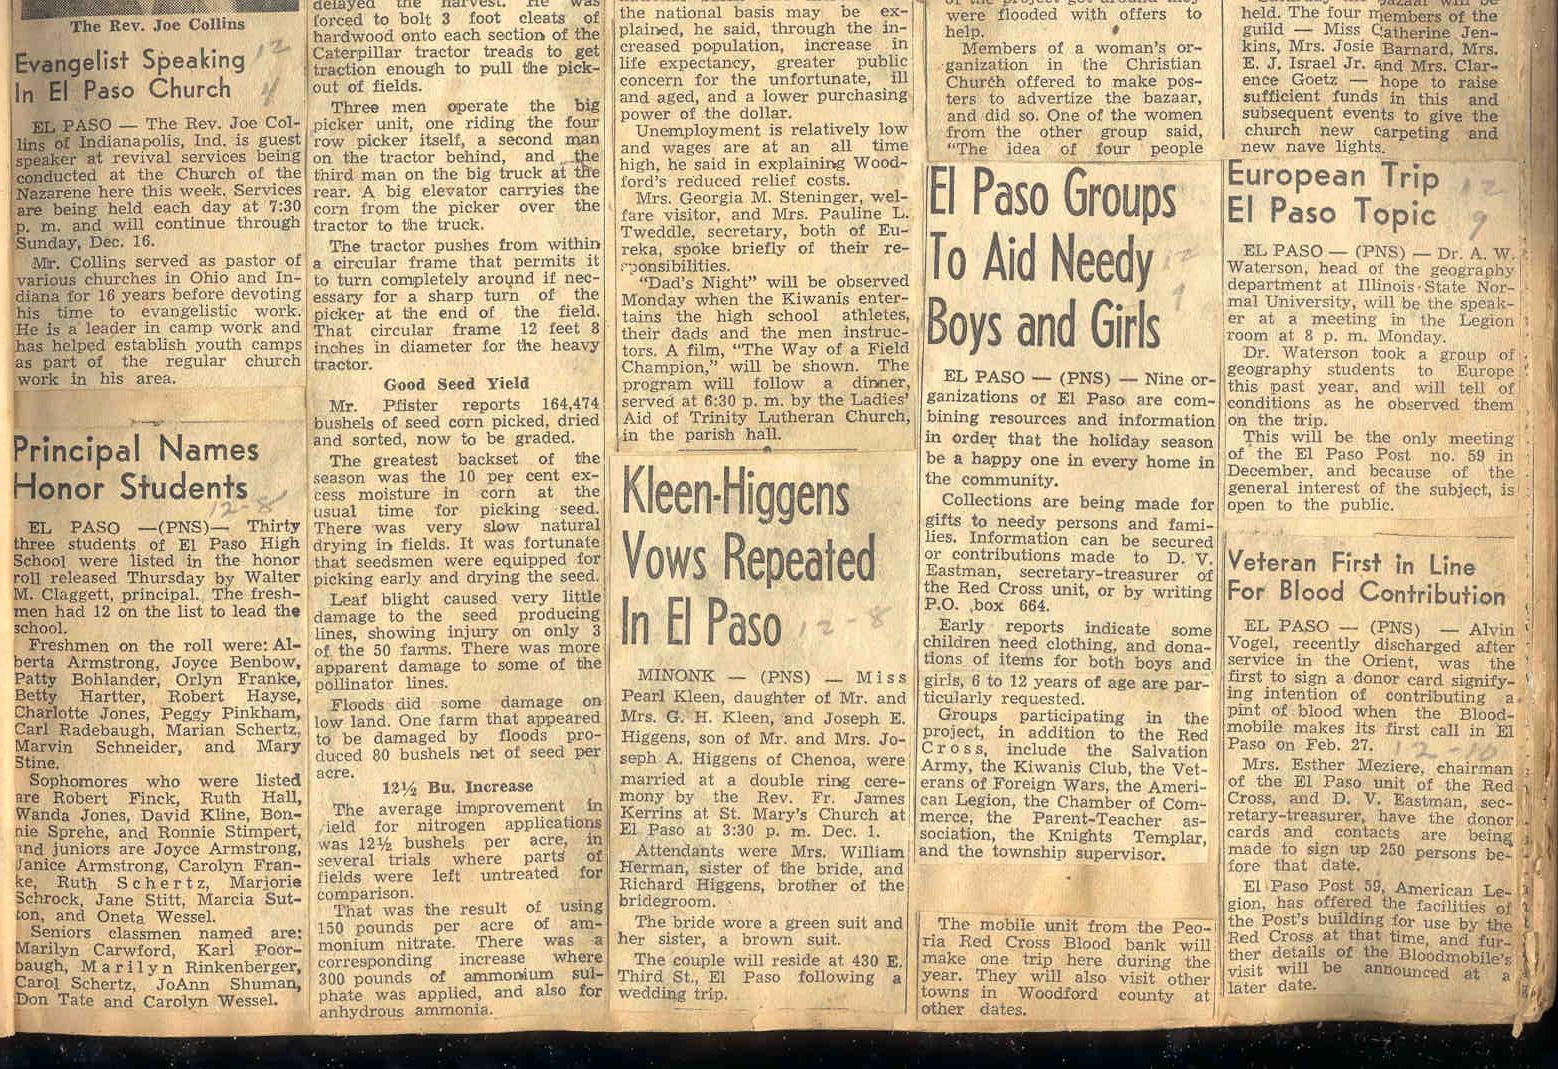 The Rev. Joe Collins
Evangelist Speaking
In El Paso Church
12
4
EL PASO — The Rev. Joe Col-
lins of Indianapolis, Ind. is guest
speaker at revival services being
conducted at the Church of the
Nazarene here this week. Services
are being held each day at 7:30
p. m. and will continue through
Sunday, Dec. 16.
Mr. Collins served as pastor of
various churches in Ohio and In-
diana for 16 years before devoting
his time to evangelistic work.
He is a leader in camp work and
has helped establish youth camps
as part of the regular church
work in his area.
Principal Names
Honor Students
12-8
EL PASO —(PNS)— Thirty
three students of El Paso High
School were listed in the honor
roll released Thursday by Walter
M. Claggett, principal. The fresh-
men had 12 on the list to lead the
school.
Freshmen on the roll were: Al-
berta Armstrong, Joyce Benbow,
Patty Bohlander, Orlyn Franke,
Betty Hartter, Robert Hayse,
Charlotte Jones, Peggy Pinkham,
Carl Radebaugh, Marian Schertz,
Marvin Schneider, and Mary
Stine.
Sophomores who were listed
are Robert Finck, Ruth Hall,
Wanda Jones, David Kline, Bon-
nie Sprehe, and Ronnie Stimpert,
and juniors are Joyce Armstrong,
Janice Armstrong, Carolyn Fran-
ke, Ruth Schertz, Marjorie
Schrock, Jane Stitt, Marcia Sut-
ton, and Oneta Wessel.
Seniors classmen named are:
Marilyn Carwford, Karl Poor-
baugh, Marilyn Rinkenberger,
Carol Schertz, JoAnn Shuman,
Don Tate and Carolyn Wessel.
delayed the harvest. He was
forced to bolt 3 foot cleats of
hardwood onto each section of the
Caterpillar tractor treads to get
traction enough to pull the pick-
out of fields.
Three men operate the big
picker unit, one riding the four
row picker itself, a second man
on the tractor behind, and the
third man on the big truck at the
rear. A big elevator carryies the
corn from the picker over the
tractor to the truck.
The tractor pushes from within
a circular frame that permits it
to turn completely around if nec-
essary for a sharp turn of the
picker at the end of the field.
That circular frame 12 feet 8
inches in diameter for the heavy
tractor.
Good Seed Yield
Mr. Pfister reports 164,474
bushels of seed corn picked, dried
and sorted, now to be graded.
The greatest backset of the
season was the 10 per cent ex-
cess moisture in corn at the
usual time for picking seed.
There was very slow natural
drying in fields. It was fortunate
that seedsmen were equipped for
picking early and drying the seed.
Leaf blight caused very little
damage to the seed producing
lines, showing injury on only 3
of the 50 farms. There was more
apparent damage to some of the
pollinator lines.
Floods did some damage on
low land. One farm that appeared
to be damaged by floods pro-
duced 80 bushels net of seed per
acre.
12½ Bu. Increase
The average improvement in
yield for nitrogen applications
was 12½ bushels per acre, in
several trials where parts of
fields were left untreated for
comparison.
That was the result of using
150 pounds per acre of am-
monium nitrate. There was a
corresponding increase where
300 pounds of ammonium sul-
phate was applied, and also for
anhydrous ammonia.
the national basis may be ex-
plained, he said, through the in-
creased population, increase in
life expectancy, greater public
concern for the unfortunate, ill
and aged, and a lower purchasing
power of the dollar.
Unemployment is relatively low
and wages are at an all time
high, he said in explaining Wood-
ford's reduced relief costs.
Mrs. Georgia M. Steninger, wel-
fare visitor, and Mrs. Pauline L.
Tweddle, secretary, both of Eu-
reka, spoke briefly of their re-
sponsibilities.
"Dad's Night" will be observed
Monday when the Kiwanis enter-
tains the high school athletes,
their dads and the men instruc-
tors. A film, "The Way of a Field
Champion," will be shown. The
program will follow a dinner,
served at 6:30 p. m. by the Ladies'
Aid of Trinity Lutheran Church,
in the parish hall.
Kleen-Higgens
Vows Repeated
In El Paso
12-8
MINONK — (PNS) — Miss
Pearl Kleen, daughter of Mr. and
Mrs. G. H. Kleen, and Joseph E.
Higgens, son of Mr. and Mrs. Jo-
seph A. Higgens of Chenoa, were
married at a double ring cere-
mony by the Rev. Fr. James
Kerrins at St. Mary's Church at
El Paso at 3:30 p. m. Dec. 1.
Attendants were Mrs. William
Herman, sister of the bride, and
Richard Higgens, brother of the
bridegroom.
The bride wore a green suit and
her sister, a brown suit.
The couple will reside at 430 E.
Third St., El Paso following a
wedding trip.
were flooded with offers to
help.
Members of a woman's or-
ganization in the Christian
Church offered to make pos-
ters to advertize the bazaar,
and did so. One of the women
from the other group said,
"The idea of four people
El Paso Groups
To Aid Needy
Boys and Girls
12
EL PASO — (PNS) — Nine or-
ganizations of El Paso are com-
bining resources and information
in order that the holiday season
be a happy one in every home in
the community.
Collections are being made for
gifts to needy persons and fami-
lies. Information can be secured
or contributions made to D. V.
Eastman, secretary-treasurer of
the Red Cross unit, or by writing
P.O. box 664.
Early reports indicate some
children need clothing, and dona-
tions of items for both boys and
girls, 6 to 12 years of age are par-
ticularly requested.
Groups participating in the
project, in addition to the Red
Cross, include the Salvation
Army, the Kiwanis Club, the Vet-
erans of Foreign Wars, the Ameri-
can Legion, the Chamber of Com-
merce, the Parent-Teacher as-
sociation, the Knights Templar,
and the township supervisor.
The mobile unit from the Peo-
ria Red Cross Blood bank will
make one trip here during the
year. They will also visit other
towns in Woodford county at
other dates.
held. The four members of the
guild — Miss Catherine Jen-
kins, Mrs. Josie Barnard, Mrs.
E. J. Israel Jr. and Mrs. Clar-
ence Goetz — hope to raise
sufficient funds in this and
subsequent events to give the
church new carpeting and
new nave lights.
European Trip
El Paso Topic
12
9
EL PASO — (PNS) — Dr. A. W.
Waterson, head of the geography
department at Illinois State Nor-
mal University, will be the speak-
er at a meeting in the Legion
room at 8 p. m. Monday.
Dr. Waterson took a group of
geography students to Europe
this past year, and will tell of
conditions as he observed them
on the trip.
This will be the only meeting
of the El Paso Post no. 59 in
December, and because of the
general interest of the subject, is
open to the public.
Veteran First in Line
For Blood Contribution
EL PASO — (PNS) — Alvin
Vogel, recently discharged after
service in the Orient, was the
first to sign a donor card signify-
ing intention of contributing a
pint of blood when the Blood-
mobile makes its first call in El
Paso on Feb. 27.
12-10
Mrs. Esther Meziere, chairman
of the El Paso unit of the Red
Cross, and D. V. Eastman, sec-
retary-treasurer, have the donor
cards and contacts are being
made to sign up 250 persons be-
fore that date.
El Paso Post 59, American Le-
gion, has offered the facilities of
the Post's building for use by the
Red Cross at that time, and fur-
ther details of the Bloodmobile's
visit will be announced at a
later date.